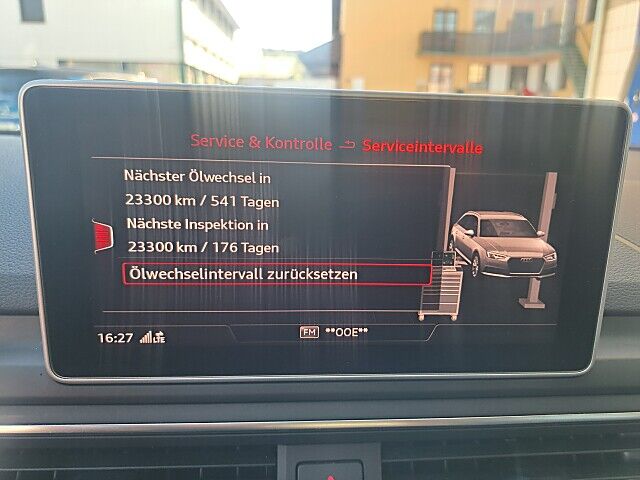 Service & Kontrolle Serviceintervalle
Nächster Ölwechsel in
23300 km / 541 Tagen
Nächste Inspektion in
23300 km / 176 Tagen
Ölwechselintervall zurücksetzen
16:27 LTE FM **OOE**